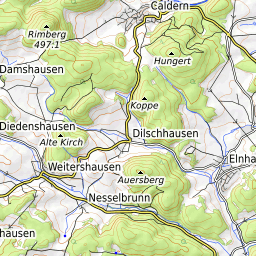 Caldern
Rimberg
497.1
Hungert
Damshausen
Koppe
Diedenshausen
Dilschhausen
Alte Kirch
Elnha
Weitershausen
Auersberg
Nesselbrunn
hausen